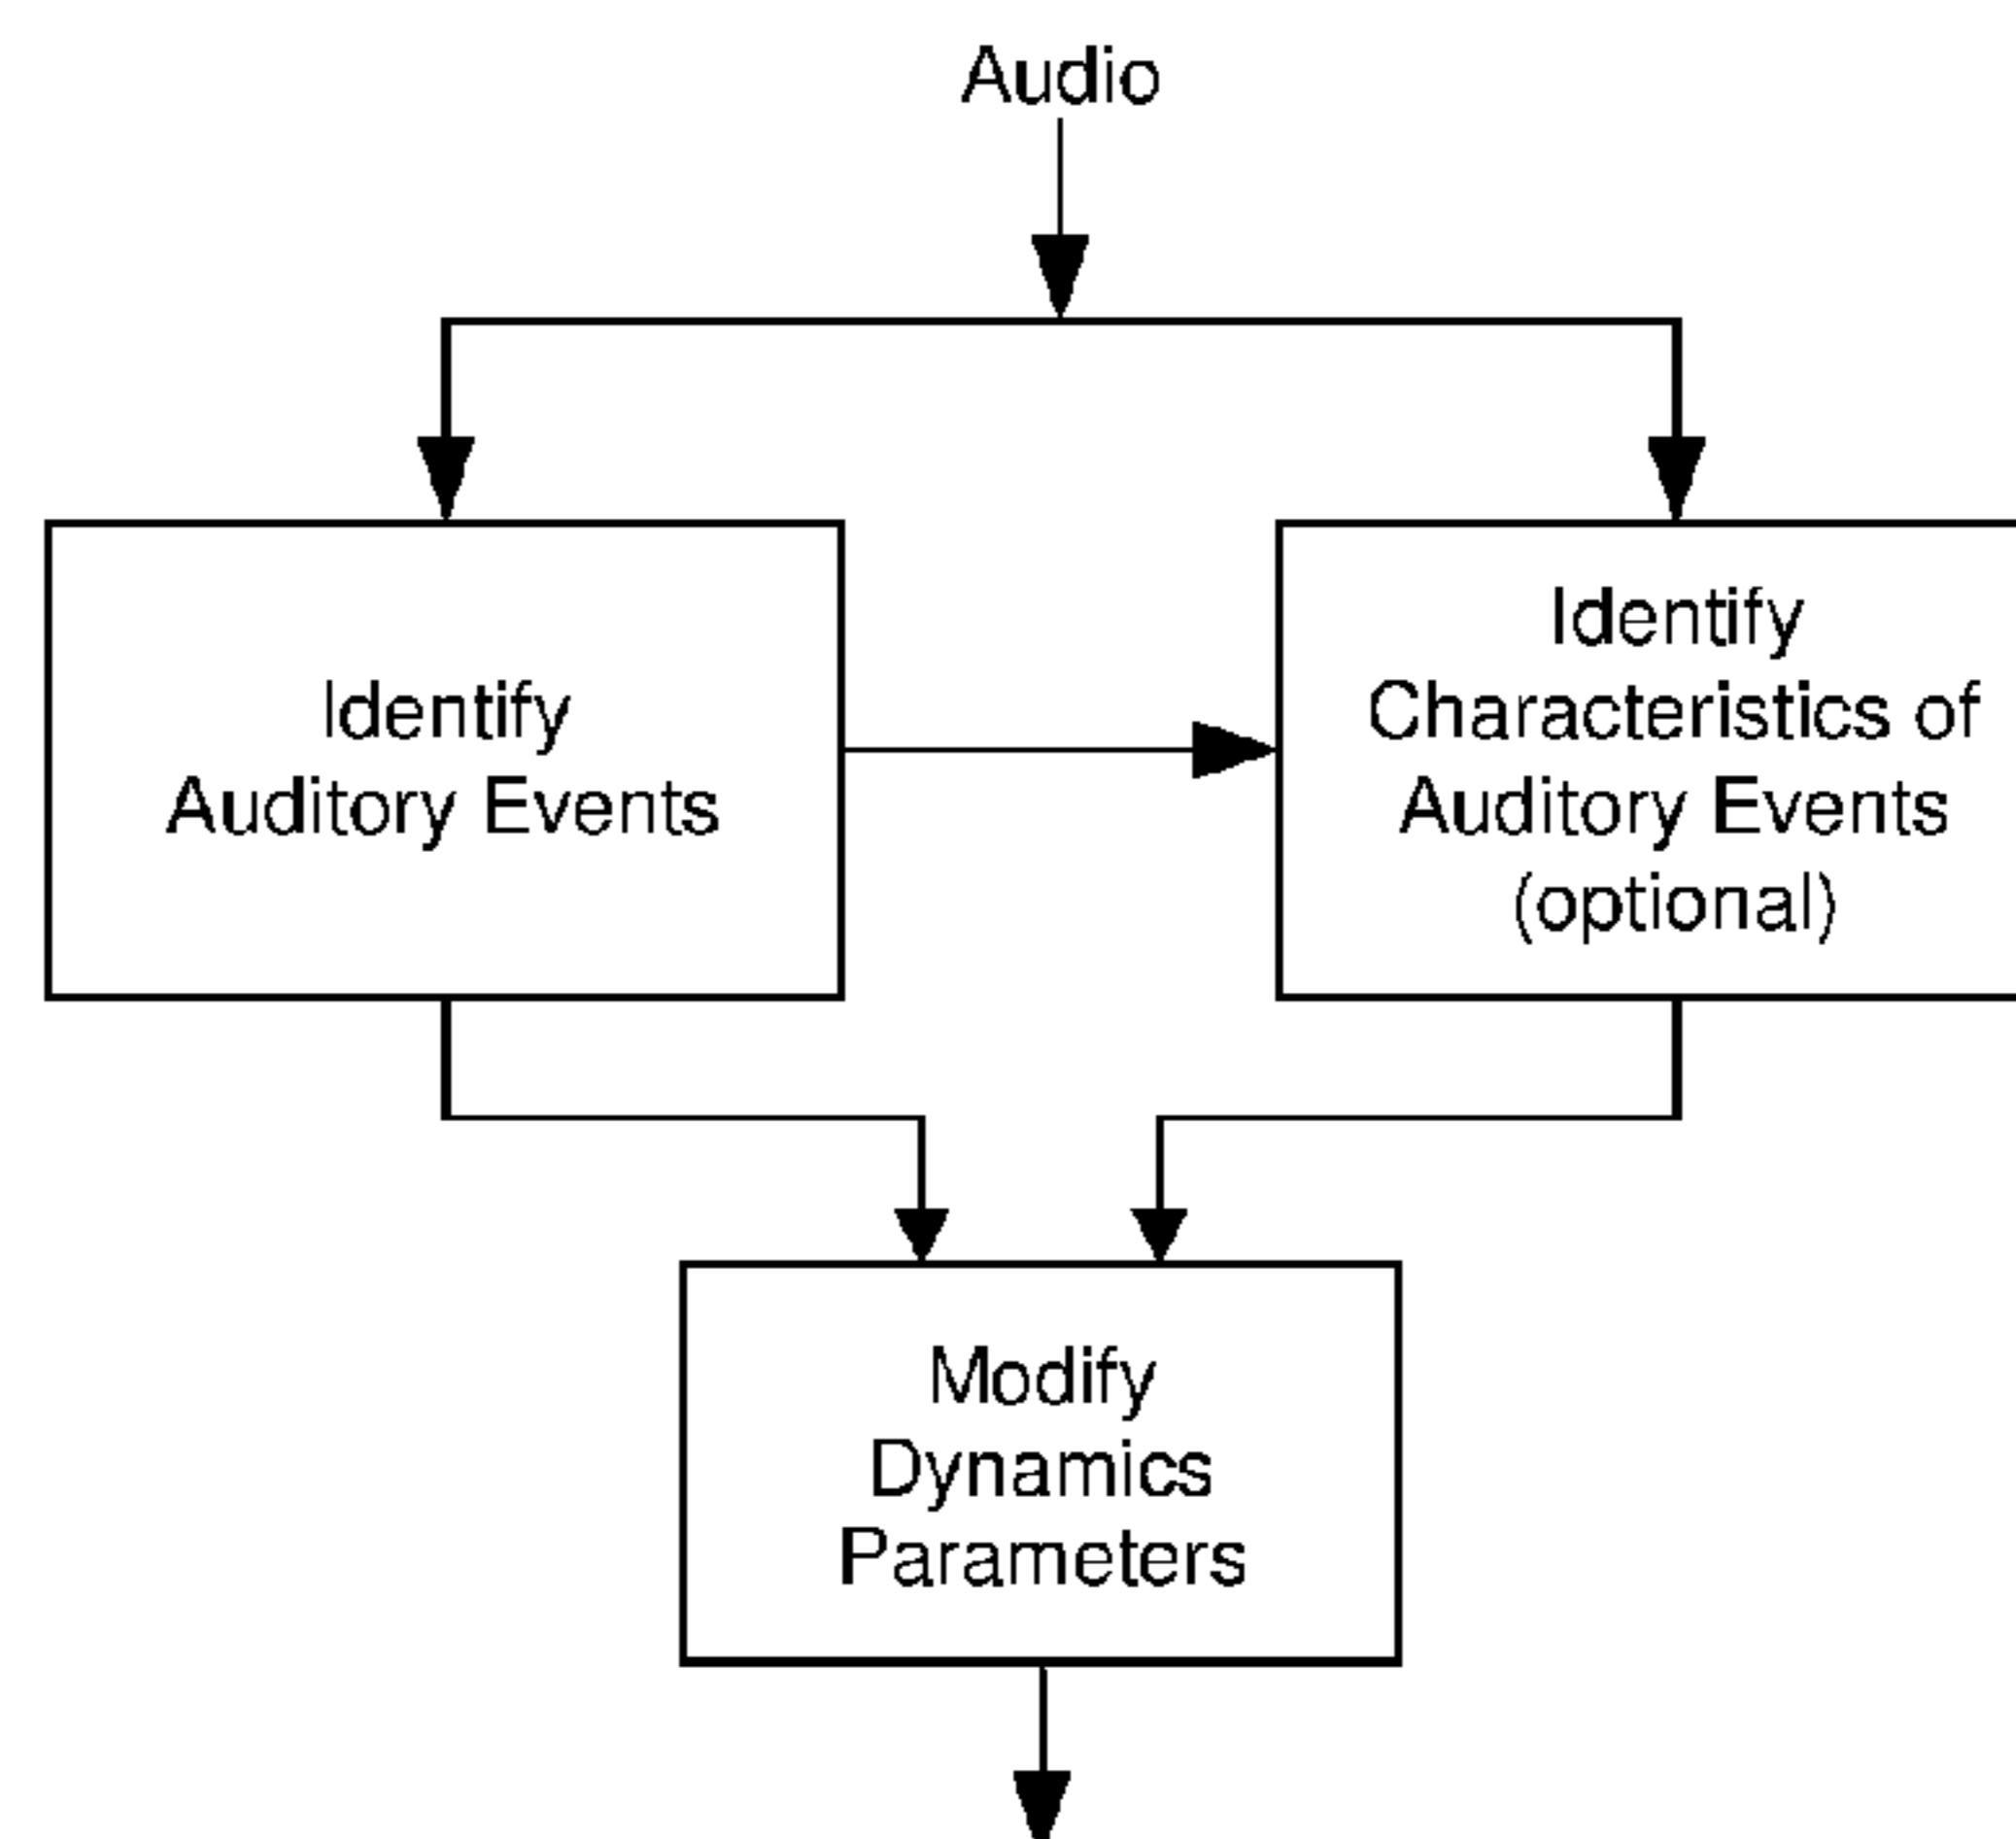 Audio
Identify
Auditory Events
Identify
Characteristics of
Auditory Events
(optional)
Modify
Dynamics
Parameters